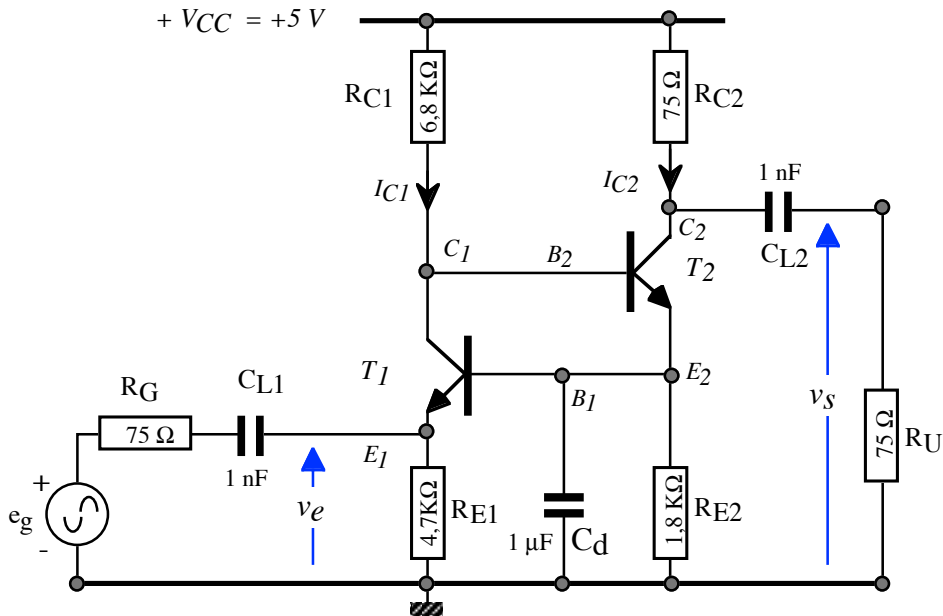 + VCC = +5 V
RC1
6,8 KΩ
75 Ω
RC2
IC1
IC2
1 nF
C1
B2
C2
CL2
T2
T1
B1
E2
RG
CL1
75 Ω
1 nF
E1
ve
vs
75 Ω
RU
+
eg
-
4,7KΩ
RE1
1 µF
Cd
1,8 KΩ
RE2